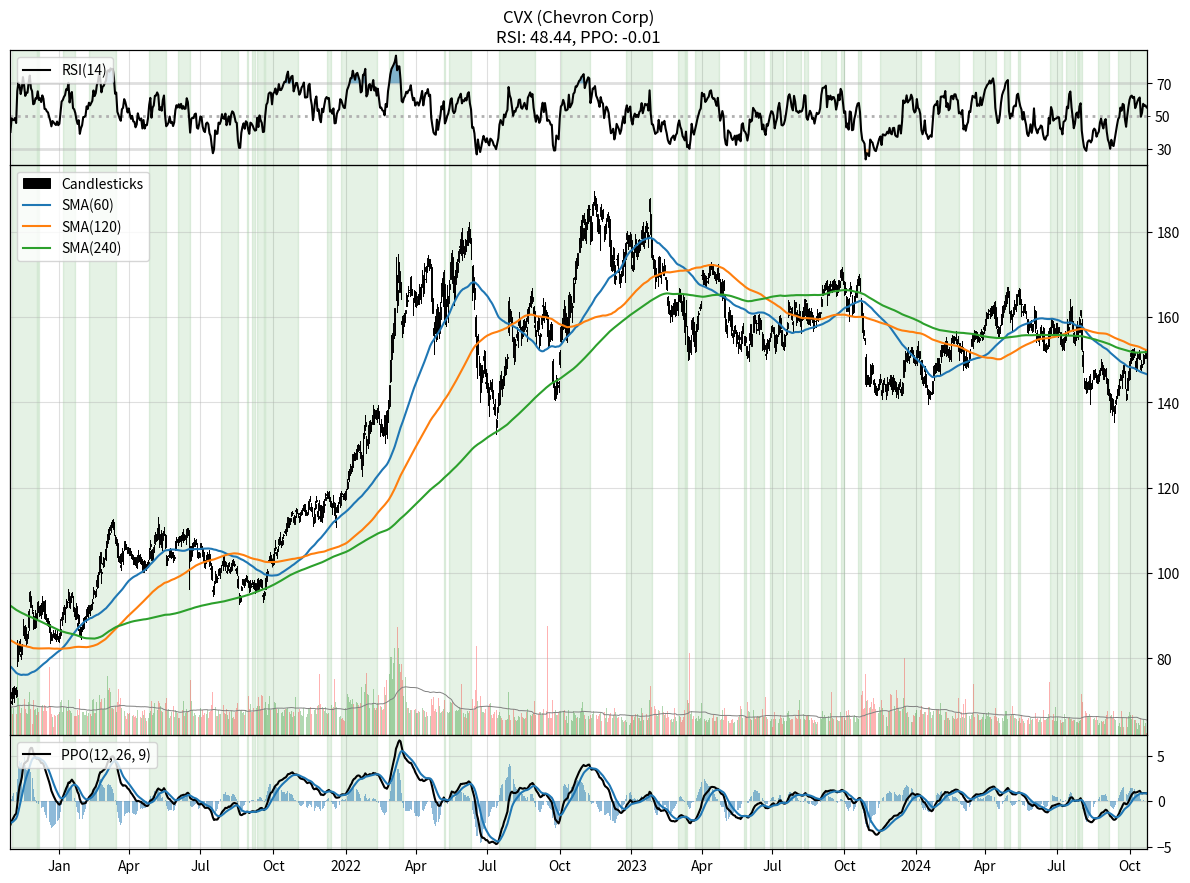 CVX (Chevron Corp)
RSI: 48.44, PPO: -0.01
RSI(14)
70
50
30
Candlesticks
SMA(60)
SMA(120)
SMA(240)
180
160
140
120
100
80
PPO(12, 26, 9)
5
0
−5
Jan Apr Jul Oct 2022 Apr Jul Oct 2023 Apr Jul Oct 2024 Apr Jul Oct